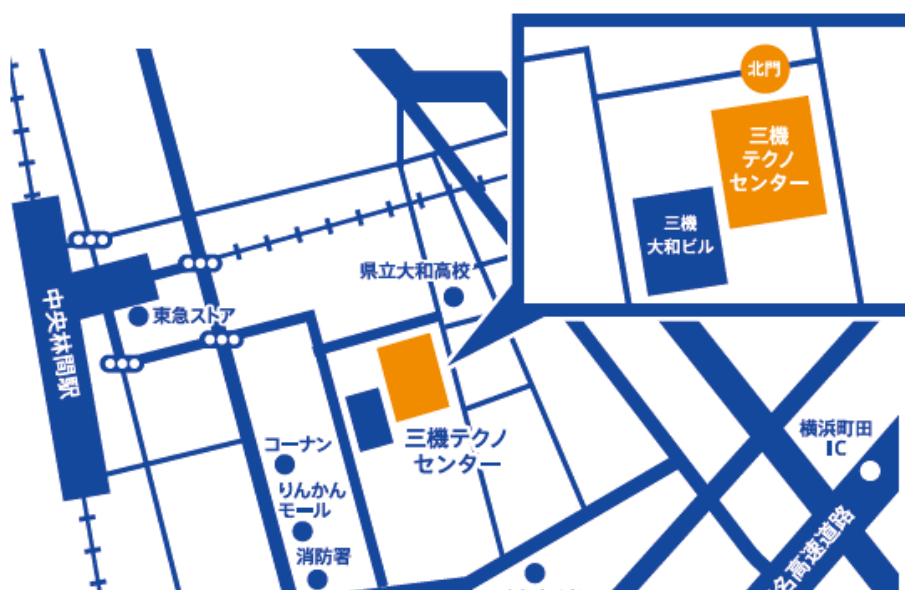 北門
三機
テクノ
センター
三機
大和ビル
県立大和高校
東急ストア
中央林間駅
三機テクノ
センター
横浜町田
IC
コーナン
りんかん
モール
消防署
名高速道路